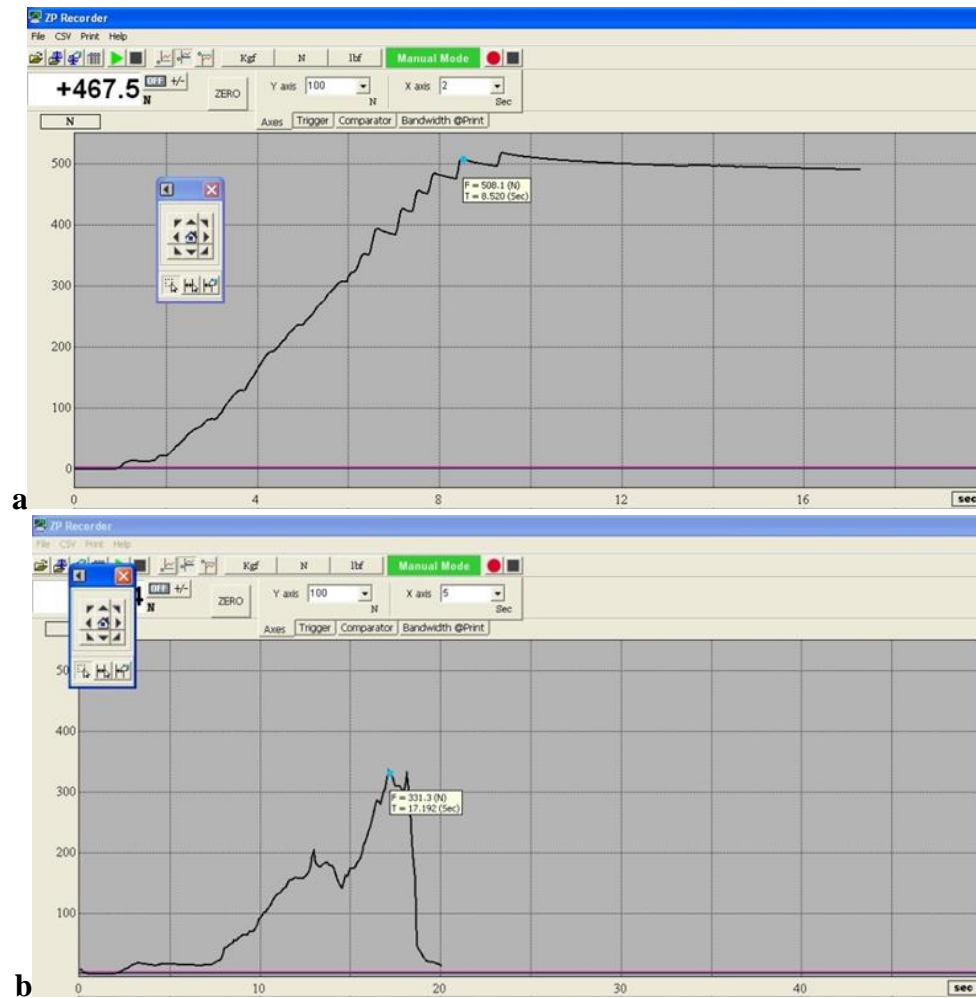 ZP Recorder
File CSV Print Help
Kgf N lbf Manual Mode
+467.5 N OFF +/- ZERO Y axis 100 N X axis 2 Sec
N Axes Trigger Comparator Bandwidth @Print
500
F = 508.1 (N)
T = 8.520 (Sec)
400
300
200
100
0
a 0 4 8 12 16 sec
ZP Recorder
File CSV Print Help
Kgf N lbf Manual Mode
4 N OFF +/- ZERO Y axis 100 N X axis 5 Sec
Axes Trigger Comparator Bandwidth @Print
400
300
F = 331.3 (N)
T = 17.192 (Sec)
200
100
b 0 10 20 30 40 sec